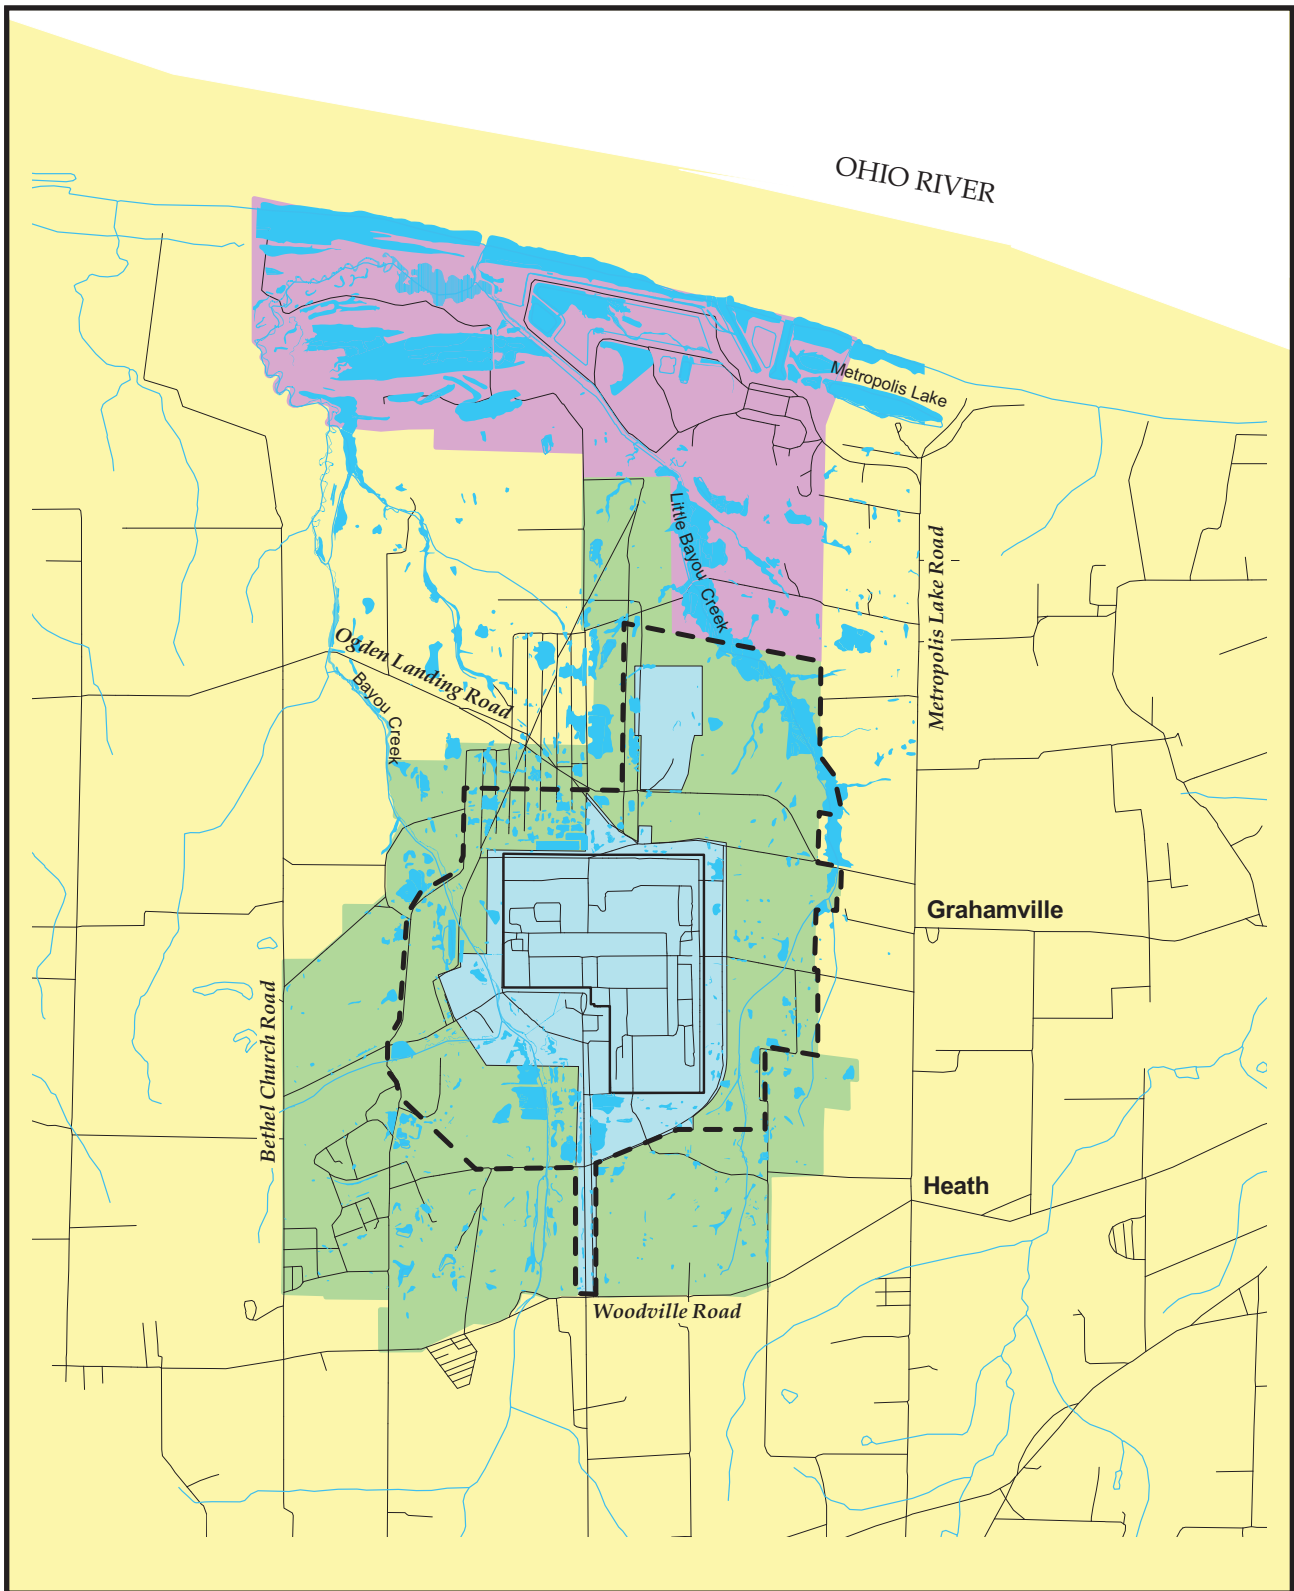 OHIO RIVER
Metropolis Lake
Little Bayou Creek
Metropolis Lake Road
Ogden Landing Road
Bayou Creek
Grahamville
Bethel Church Road
Heath
Woodville Road